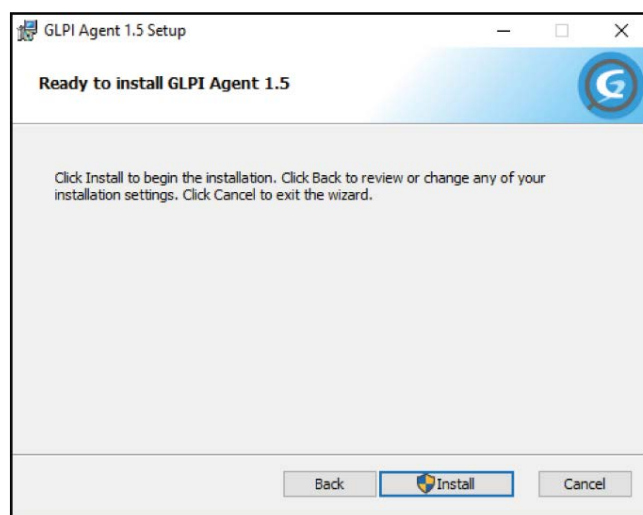 GLPI Agent 1.5 Setup
Ready to install GLPI Agent 1.5
Click Install to begin the installation. Click Back to review or change any of your
installation settings. Click Cancel to exit the wizard.
Back Install Cancel